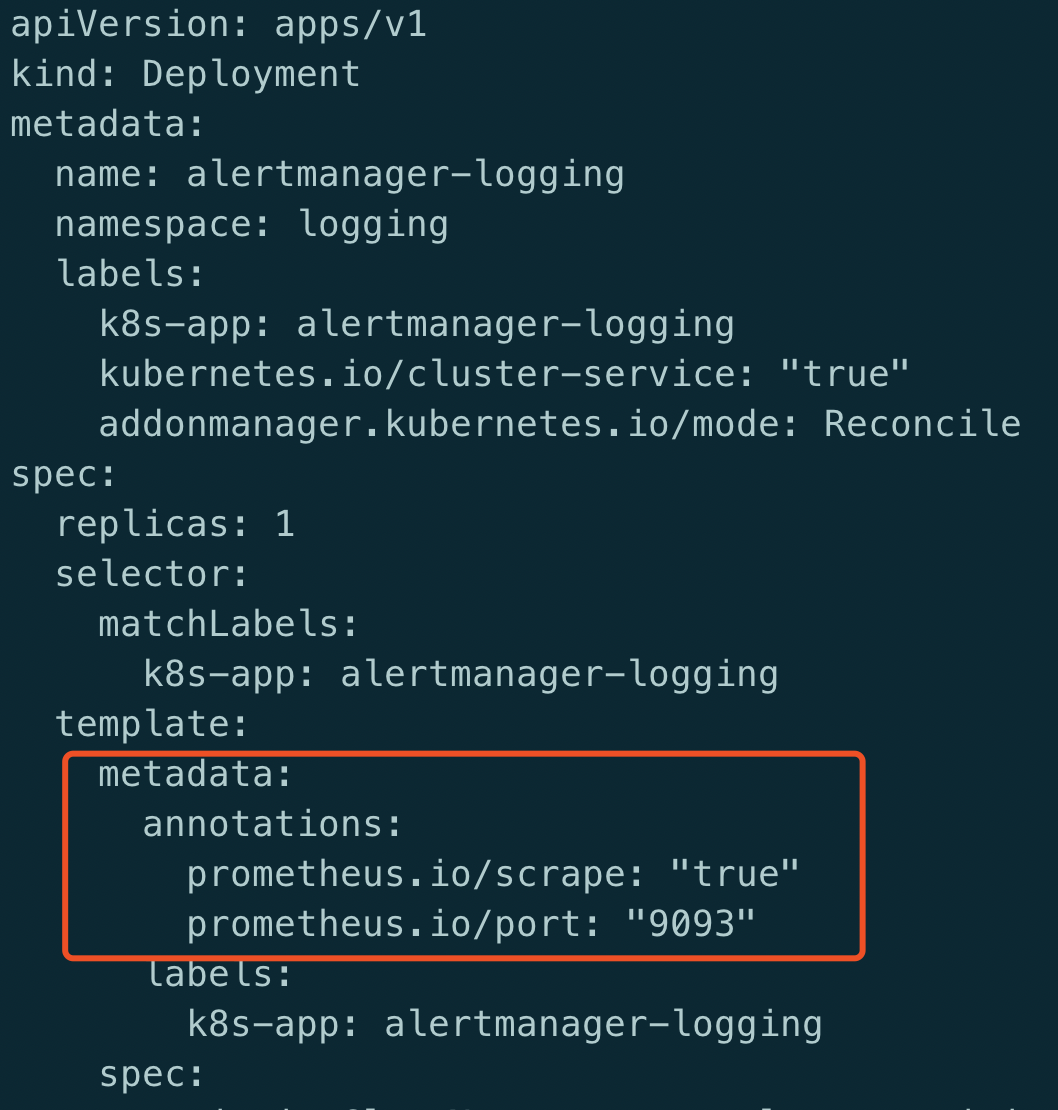 apiVersion: apps/v1
kind: Deployment
metadata:
  name: alertmanager-logging
  namespace: logging
  labels:
    k8s-app: alertmanager-logging
    kubernetes.io/cluster-service: "true"
    addonmanager.kubernetes.io/mode: Reconcile
spec:
  replicas: 1
  selector:
    matchLabels:
      k8s-app: alertmanager-logging
  template:
    metadata:
      annotations:
        prometheus.io/scrape: "true"
        prometheus.io/port: "9093"
      labels:
        k8s-app: alertmanager-logging
    spec: